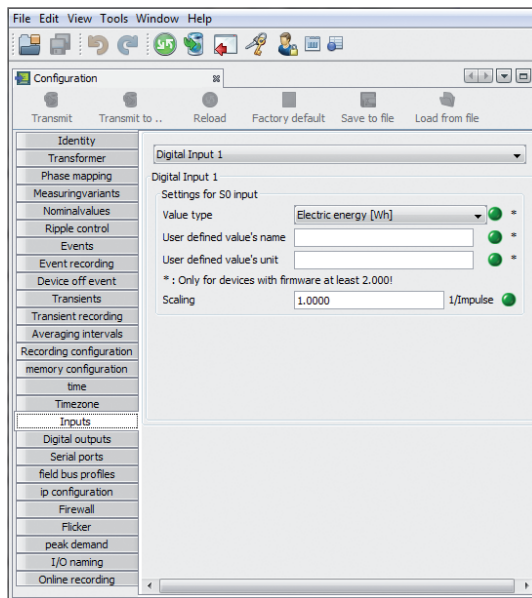 File Edit View Tools Window Help
Configuration
Transmit Transmit to .. Reload Factory default Save to file Load from file
Identity
Transformer
Phase mapping
Measuringvariants
Nominalvalues
Ripple control
Events
Event recording
Device off event
Transients
Transient recording
Averaging intervals
Recording configuration
memory configuration
time
Timezone
Inputs
Digital outputs
Serial ports
field bus profiles
ip configuration
Firewall
Flicker
peak demand
I/O naming
Online recording
Digital Input 1
Digital Input 1
Settings for S0 input
Value type Electric energy [Wh] *
User defined value's name *
User defined value's unit *
* : Only for devices with firmware at least 2.000!
Scaling 1.0000 1/Impulse